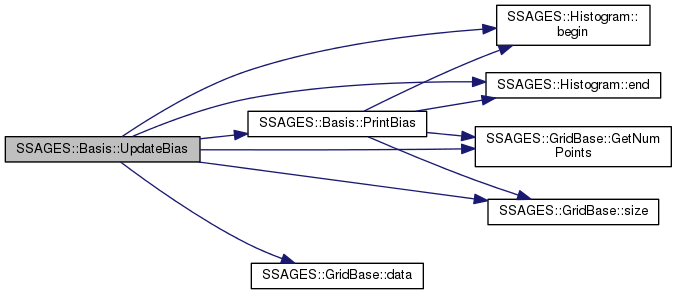 SSAGES::Histogram::
begin
SSAGES::Histogram::end
SSAGES::Basis::PrintBias
SSAGES::GridBase::GetNum
Points
SSAGES::Basis::UpdateBias
SSAGES::GridBase::size
SSAGES::GridBase::data